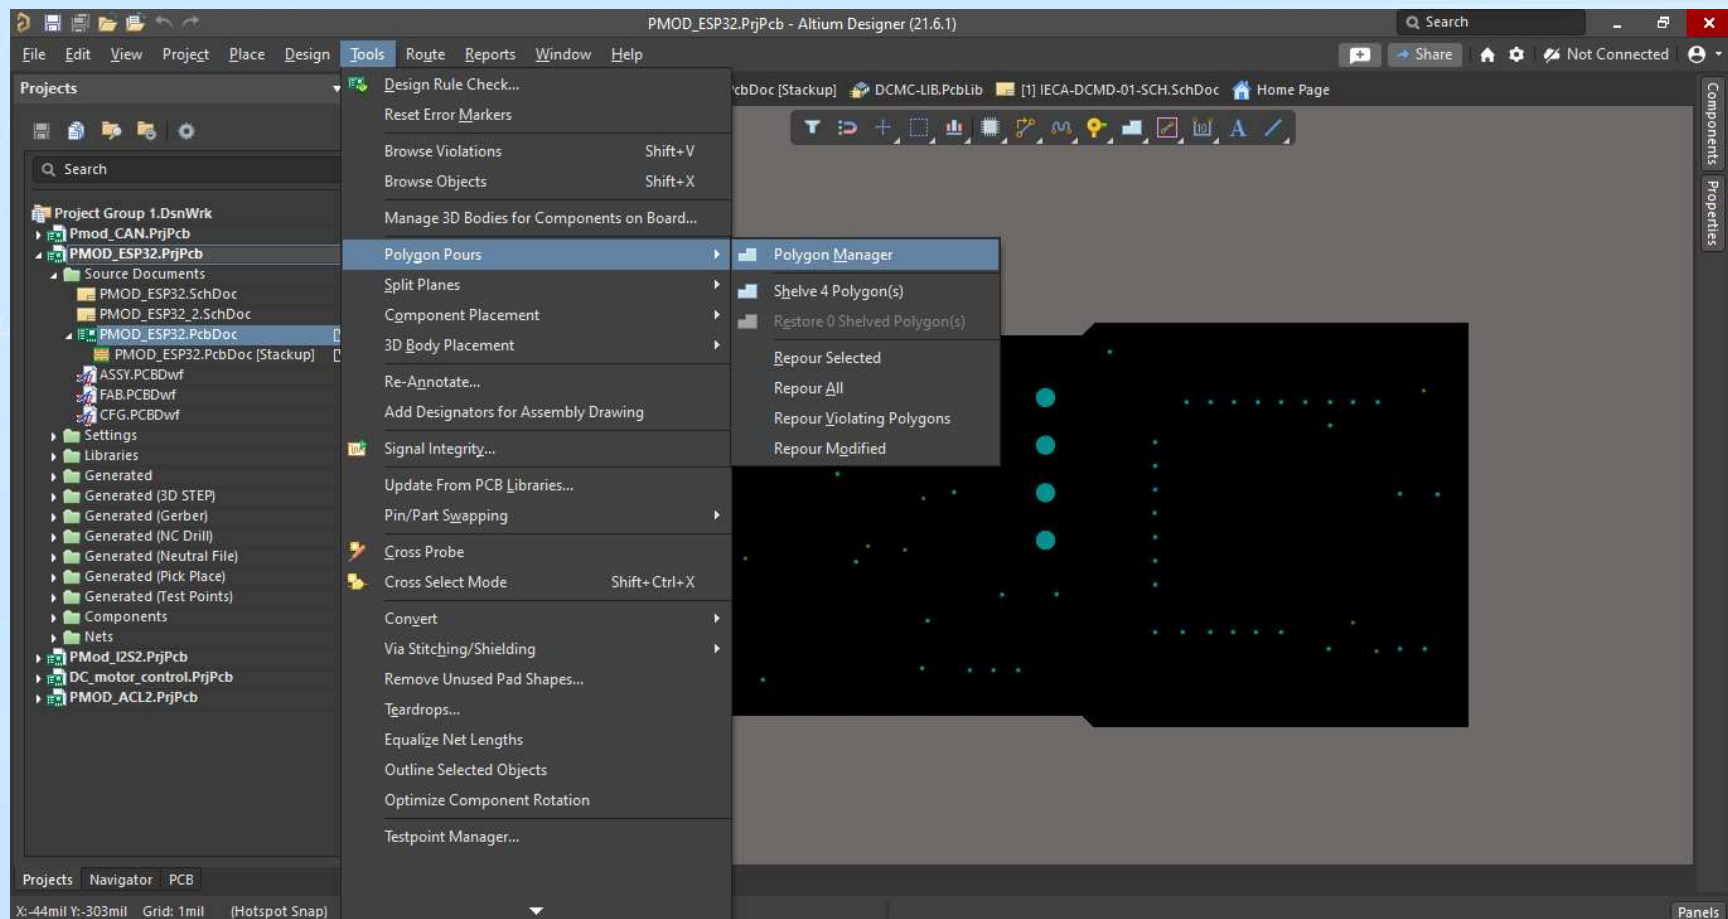 PMOD_ESP32.PrjPcb - Altium Designer (21.6.1)
Search
File Edit View Project Place Design Tools Route Reports Window Help
Share
Not Connected
Projects
Search
Project Group 1.DsnWrk
Pmod_CAN.PrjPcb
PMOD_ESP32.PrjPcb
Source Documents
PMOD_ESP32.SchDoc
PMOD_ESP32_2.SchDoc
PMOD_ESP32.PcbDoc
PMOD_ESP32.PcbDoc [Stackup]
ASSY.PCBDwf
FAB.PCBDwf
CFG.PCBDwf
Settings
Libraries
Generated
Generated (3D STEP)
Generated (Gerber)
Generated (NC Drill)
Generated (Neutral File)
Generated (Pick Place)
Generated (Test Points)
Components
Nets
PMod_I2S2.PrjPcb
DC_motor_control.PrjPcb
PMOD_ACL2.PrjPcb
Projects Navigator PCB
X:-44mil Y:-303mil Grid: 1mil (Hotspot Snap)
Design Rule Check...
Reset Error Markers
Browse Violations Shift+V
Browse Objects Shift+X
Manage 3D Bodies for Components on Board...
Polygon Pours
Split Planes
Component Placement
3D Body Placement
Re-Annotate...
Add Designators for Assembly Drawing
Signal Integrity...
Update From PCB Libraries...
Pin/Part Swapping
Cross Probe
Cross Select Mode Shift+Ctrl+X
Convert
Via Stitching/Shielding
Remove Unused Pad Shapes...
Teardrops...
Equalize Net Lengths
Outline Selected Objects
Optimize Component Rotation
Testpoint Manager...
Polygon Manager
Shelve 4 Polygon(s)
Restore 0 Shelved Polygon(s)
Repour Selected
Repour All
Repour Violating Polygons
Repour Modified
cbDoc [Stackup] DCMC-LIB.PcbLib [1] IECA-DCMD-01-SCH.SchDoc Home Page
Components
Properties
Panels